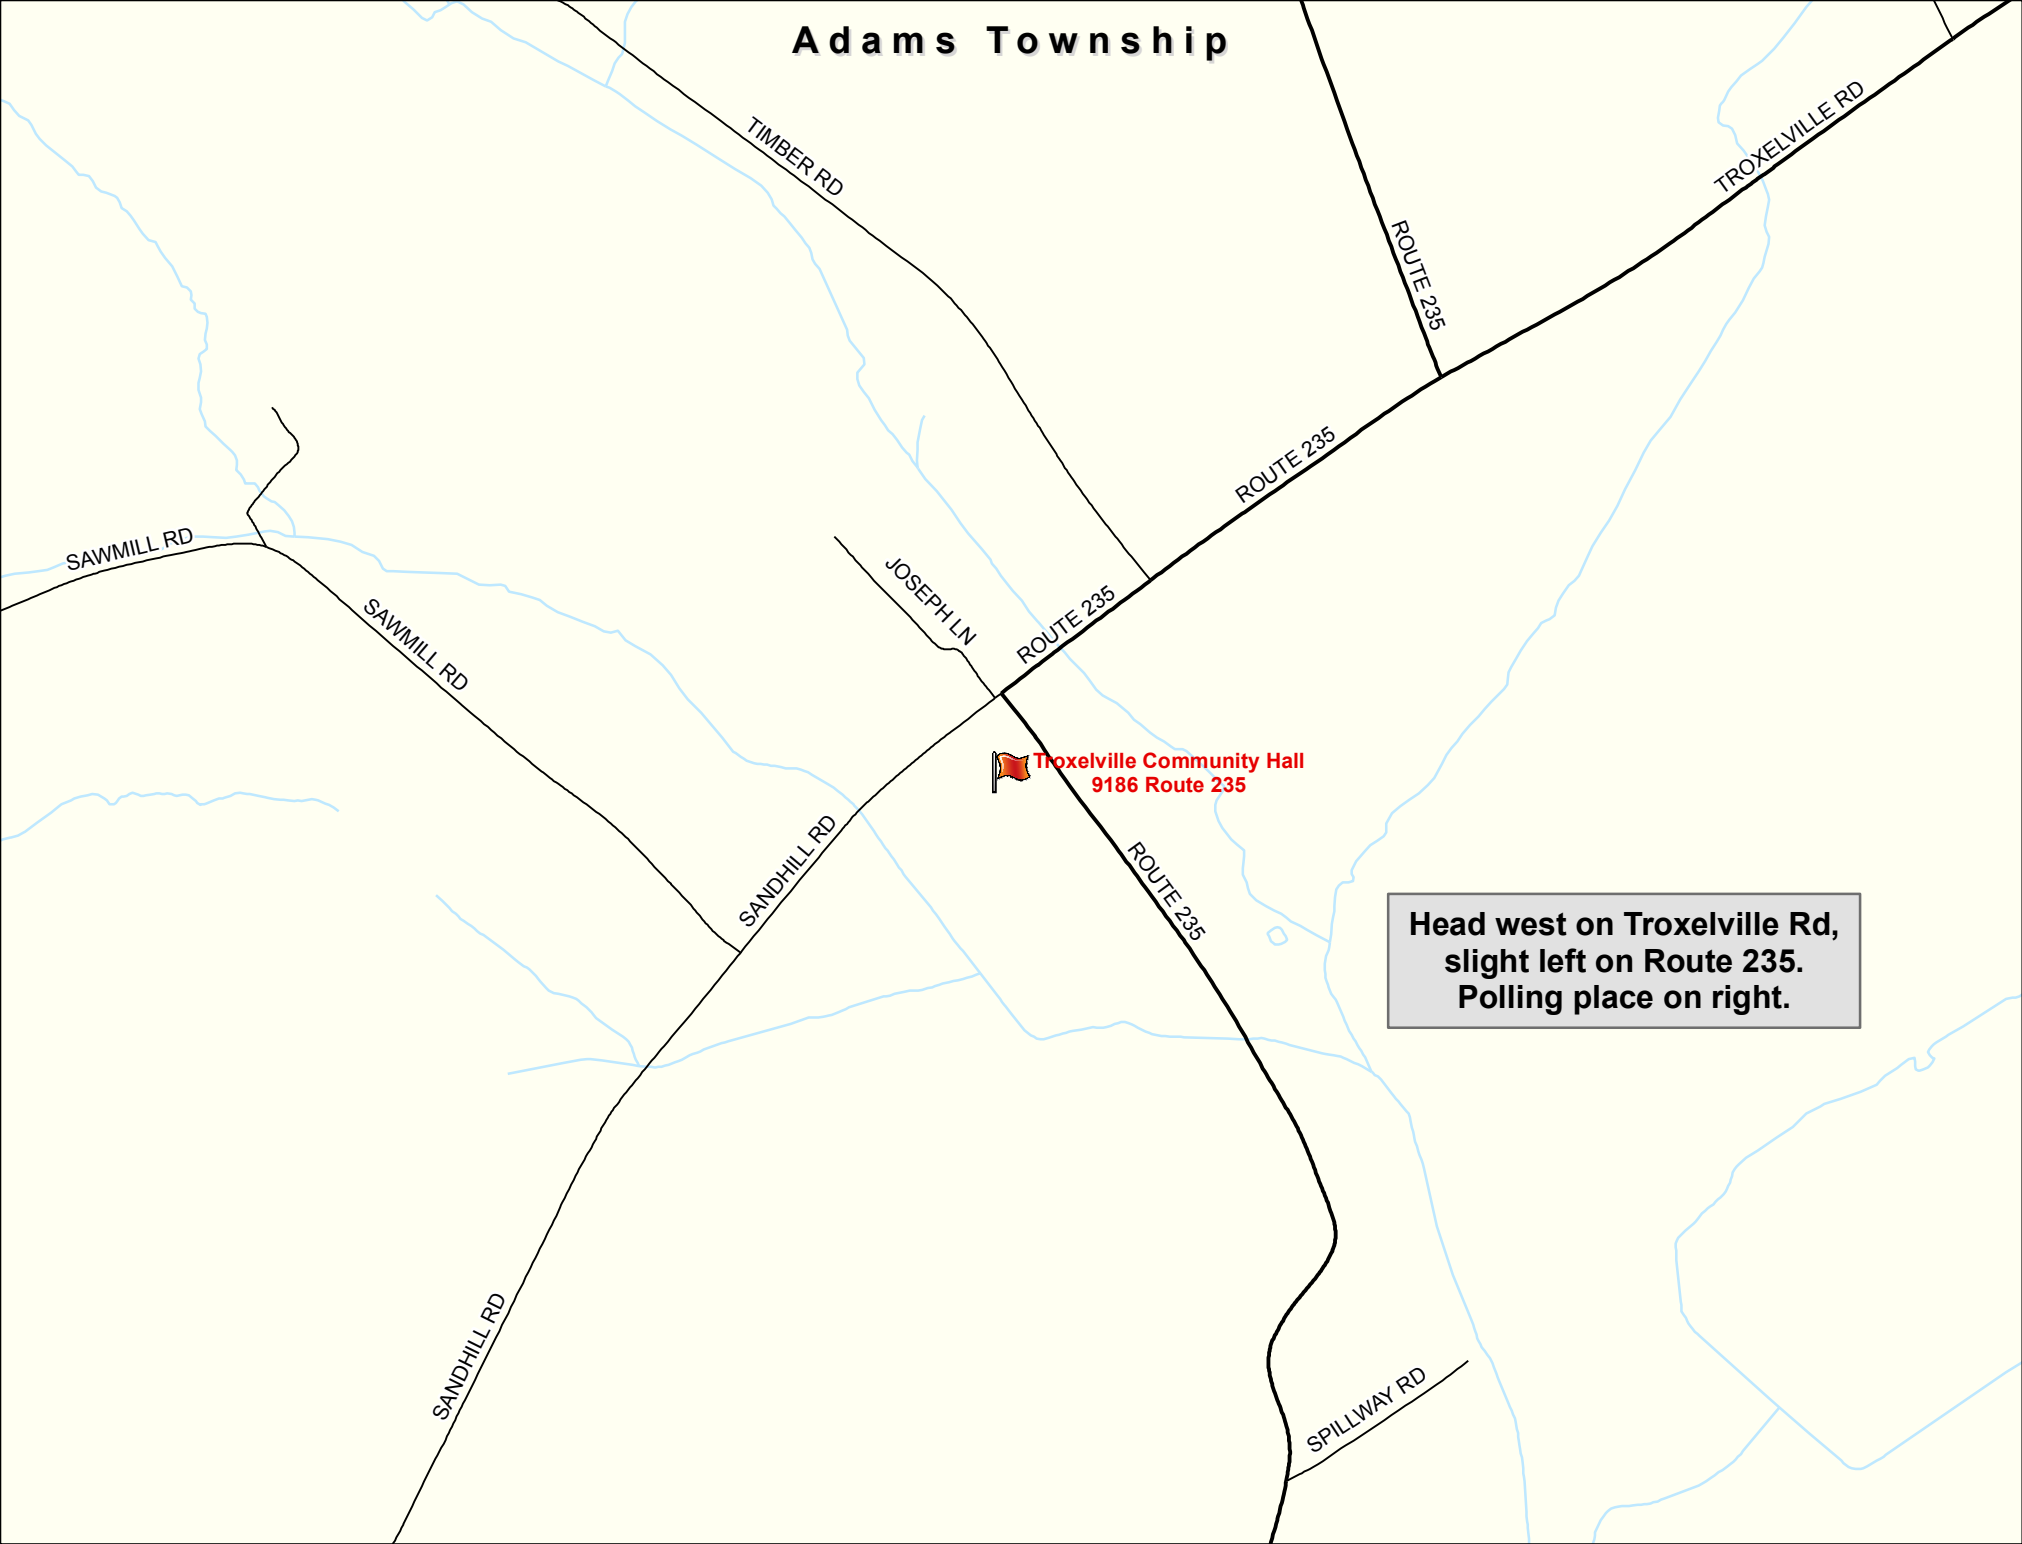 Adams Township
TIMBER RD
TROXELVILLE RD
ROUTE 235
ROUTE 235
SAWMILL RD
JOSEPH LN
ROUTE 235
SAWMILL RD
Troxelville Community Hall
9186 Route 235
SANDHILL RD
ROUTE 235
Head west on Troxelville Rd,
slight left on Route 235.
Polling place on right.
SANDHILL RD
SPILLWAY RD